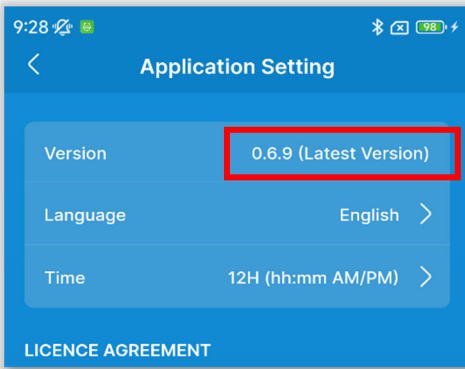 9:28
98
Application Setting
Version 0.6.9 (Latest Version)
Language English
Time 12H (hh:mm AM/PM)
LICENCE AGREEMENT